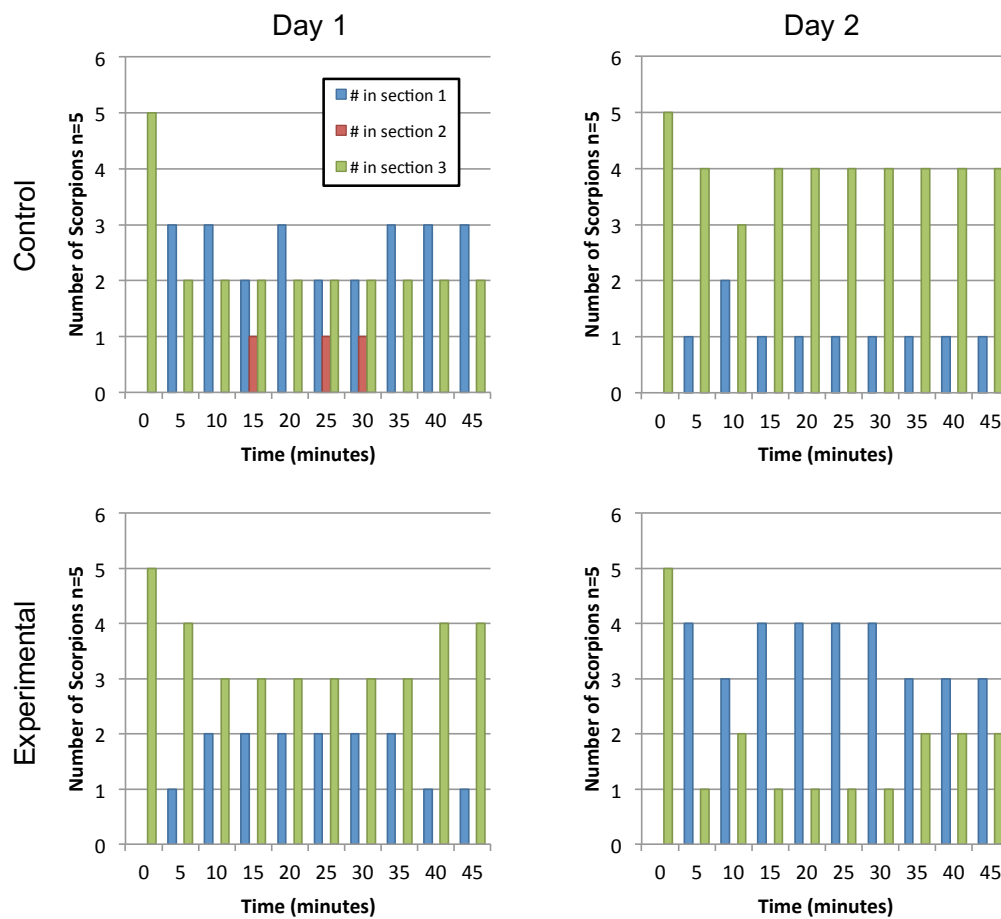 Day 1
Day 2
Control
Number of Scorpions n=5
6
5
4
3
2
1
0
# in section 1
# in section 2
# in section 3
0 5 10 15 20 25 30 35 40 45
Time (minutes)
Number of Scorpions n=5
6
5
4
3
2
1
0
0 5 10 15 20 25 30 35 40 45
Time (minutes)
Experimental
Number of Scorpions n=5
6
5
4
3
2
1
0
0 5 10 15 20 25 30 35 40 45
Time (minutes)
Number of Scorpions n=5
6
5
4
3
2
1
0
0 5 10 15 20 25 30 35 40 45
Time (minutes)